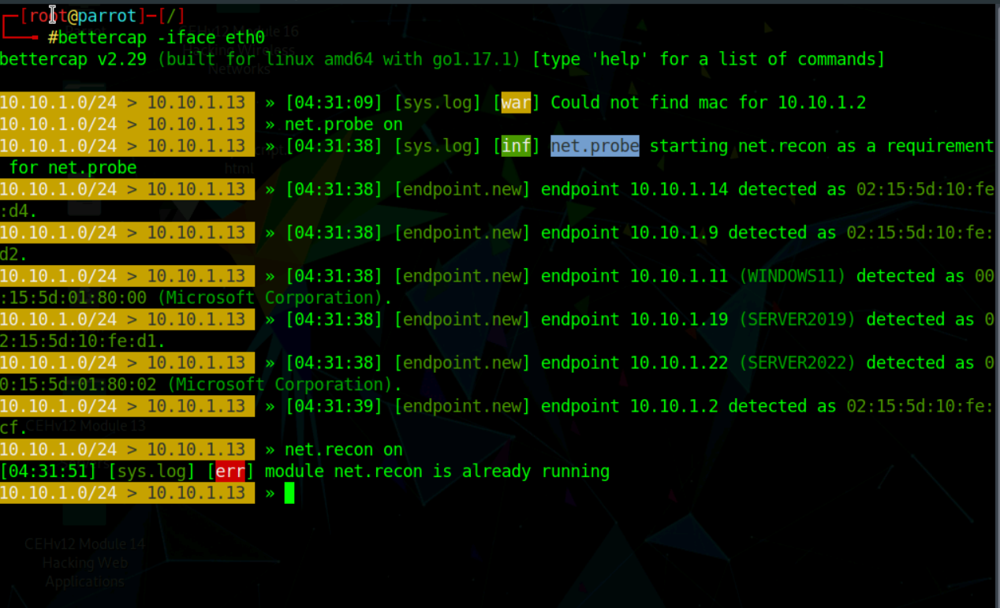 ┌─[root@parrot]─[/]
└──╼ #bettercap -iface eth0
bettercap v2.29 (built for linux amd64 with go1.17.1) [type 'help' for a list of commands]
10.10.1.0/24 > 10.10.1.13 » [04:31:09] [sys.log] [war] Could not find mac for 10.10.1.2
10.10.1.0/24 > 10.10.1.13 » net.probe on
10.10.1.0/24 > 10.10.1.13 » [04:31:38] [sys.log] [inf] net.probe starting net.recon as a requirement
for net.probe
10.10.1.0/24 > 10.10.1.13 » [04:31:38] [endpoint.new] endpoint 10.10.1.14 detected as 02:15:5d:10:fe
:d4.
10.10.1.0/24 > 10.10.1.13 » [04:31:38] [endpoint.new] endpoint 10.10.1.9 detected as 02:15:5d:10:fe:
d2.
10.10.1.0/24 > 10.10.1.13 » [04:31:38] [endpoint.new] endpoint 10.10.1.11 (WINDOWS11) detected as 00
:15:5d:01:80:00 (Microsoft Corporation).
10.10.1.0/24 > 10.10.1.13 » [04:31:38] [endpoint.new] endpoint 10.10.1.19 (SERVER2019) detected as 0
2:15:5d:10:fe:d1.
10.10.1.0/24 > 10.10.1.13 » [04:31:38] [endpoint.new] endpoint 10.10.1.22 (SERVER2022) detected as 0
0:15:5d:01:80:02 (Microsoft Corporation).
10.10.1.0/24 > 10.10.1.13 » [04:31:39] [endpoint.new] endpoint 10.10.1.2 detected as 02:15:5d:10:fe:
cf.
10.10.1.0/24 > 10.10.1.13 » net.recon on
[04:31:51] [sys.log] [err] module net.recon is already running
10.10.1.0/24 > 10.10.1.13 »
CEHv12 Module 16
Hacking Wireless
Networks
html
CEHv12 Module 13
CEHv12 Module 14
Hacking Web
Applications